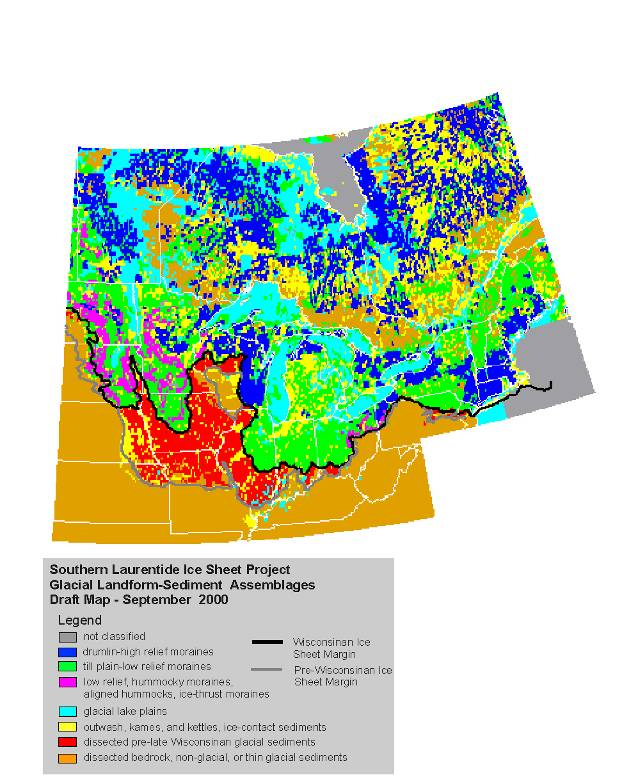 Southern Laurentide Ice Sheet Project
Glacial Landform-Sediment Assemblages
Draft Map - September 2000
Legend
not classified
drumlin-high relief moraines
till plain-low relief moraines
low relief, hummocky moraines,
aligned hummocks, ice-thrust moraines
glacial lake plains
outwash, kames, and kettles, ice-contact sediments
dissected pre-late Wisconsinan glacial sediments
dissected bedrock, non-glacial, or thin glacial sediments
Wisconsinan Ice
Sheet Margin
Pre-Wisconsinan Ice
Sheet Margin